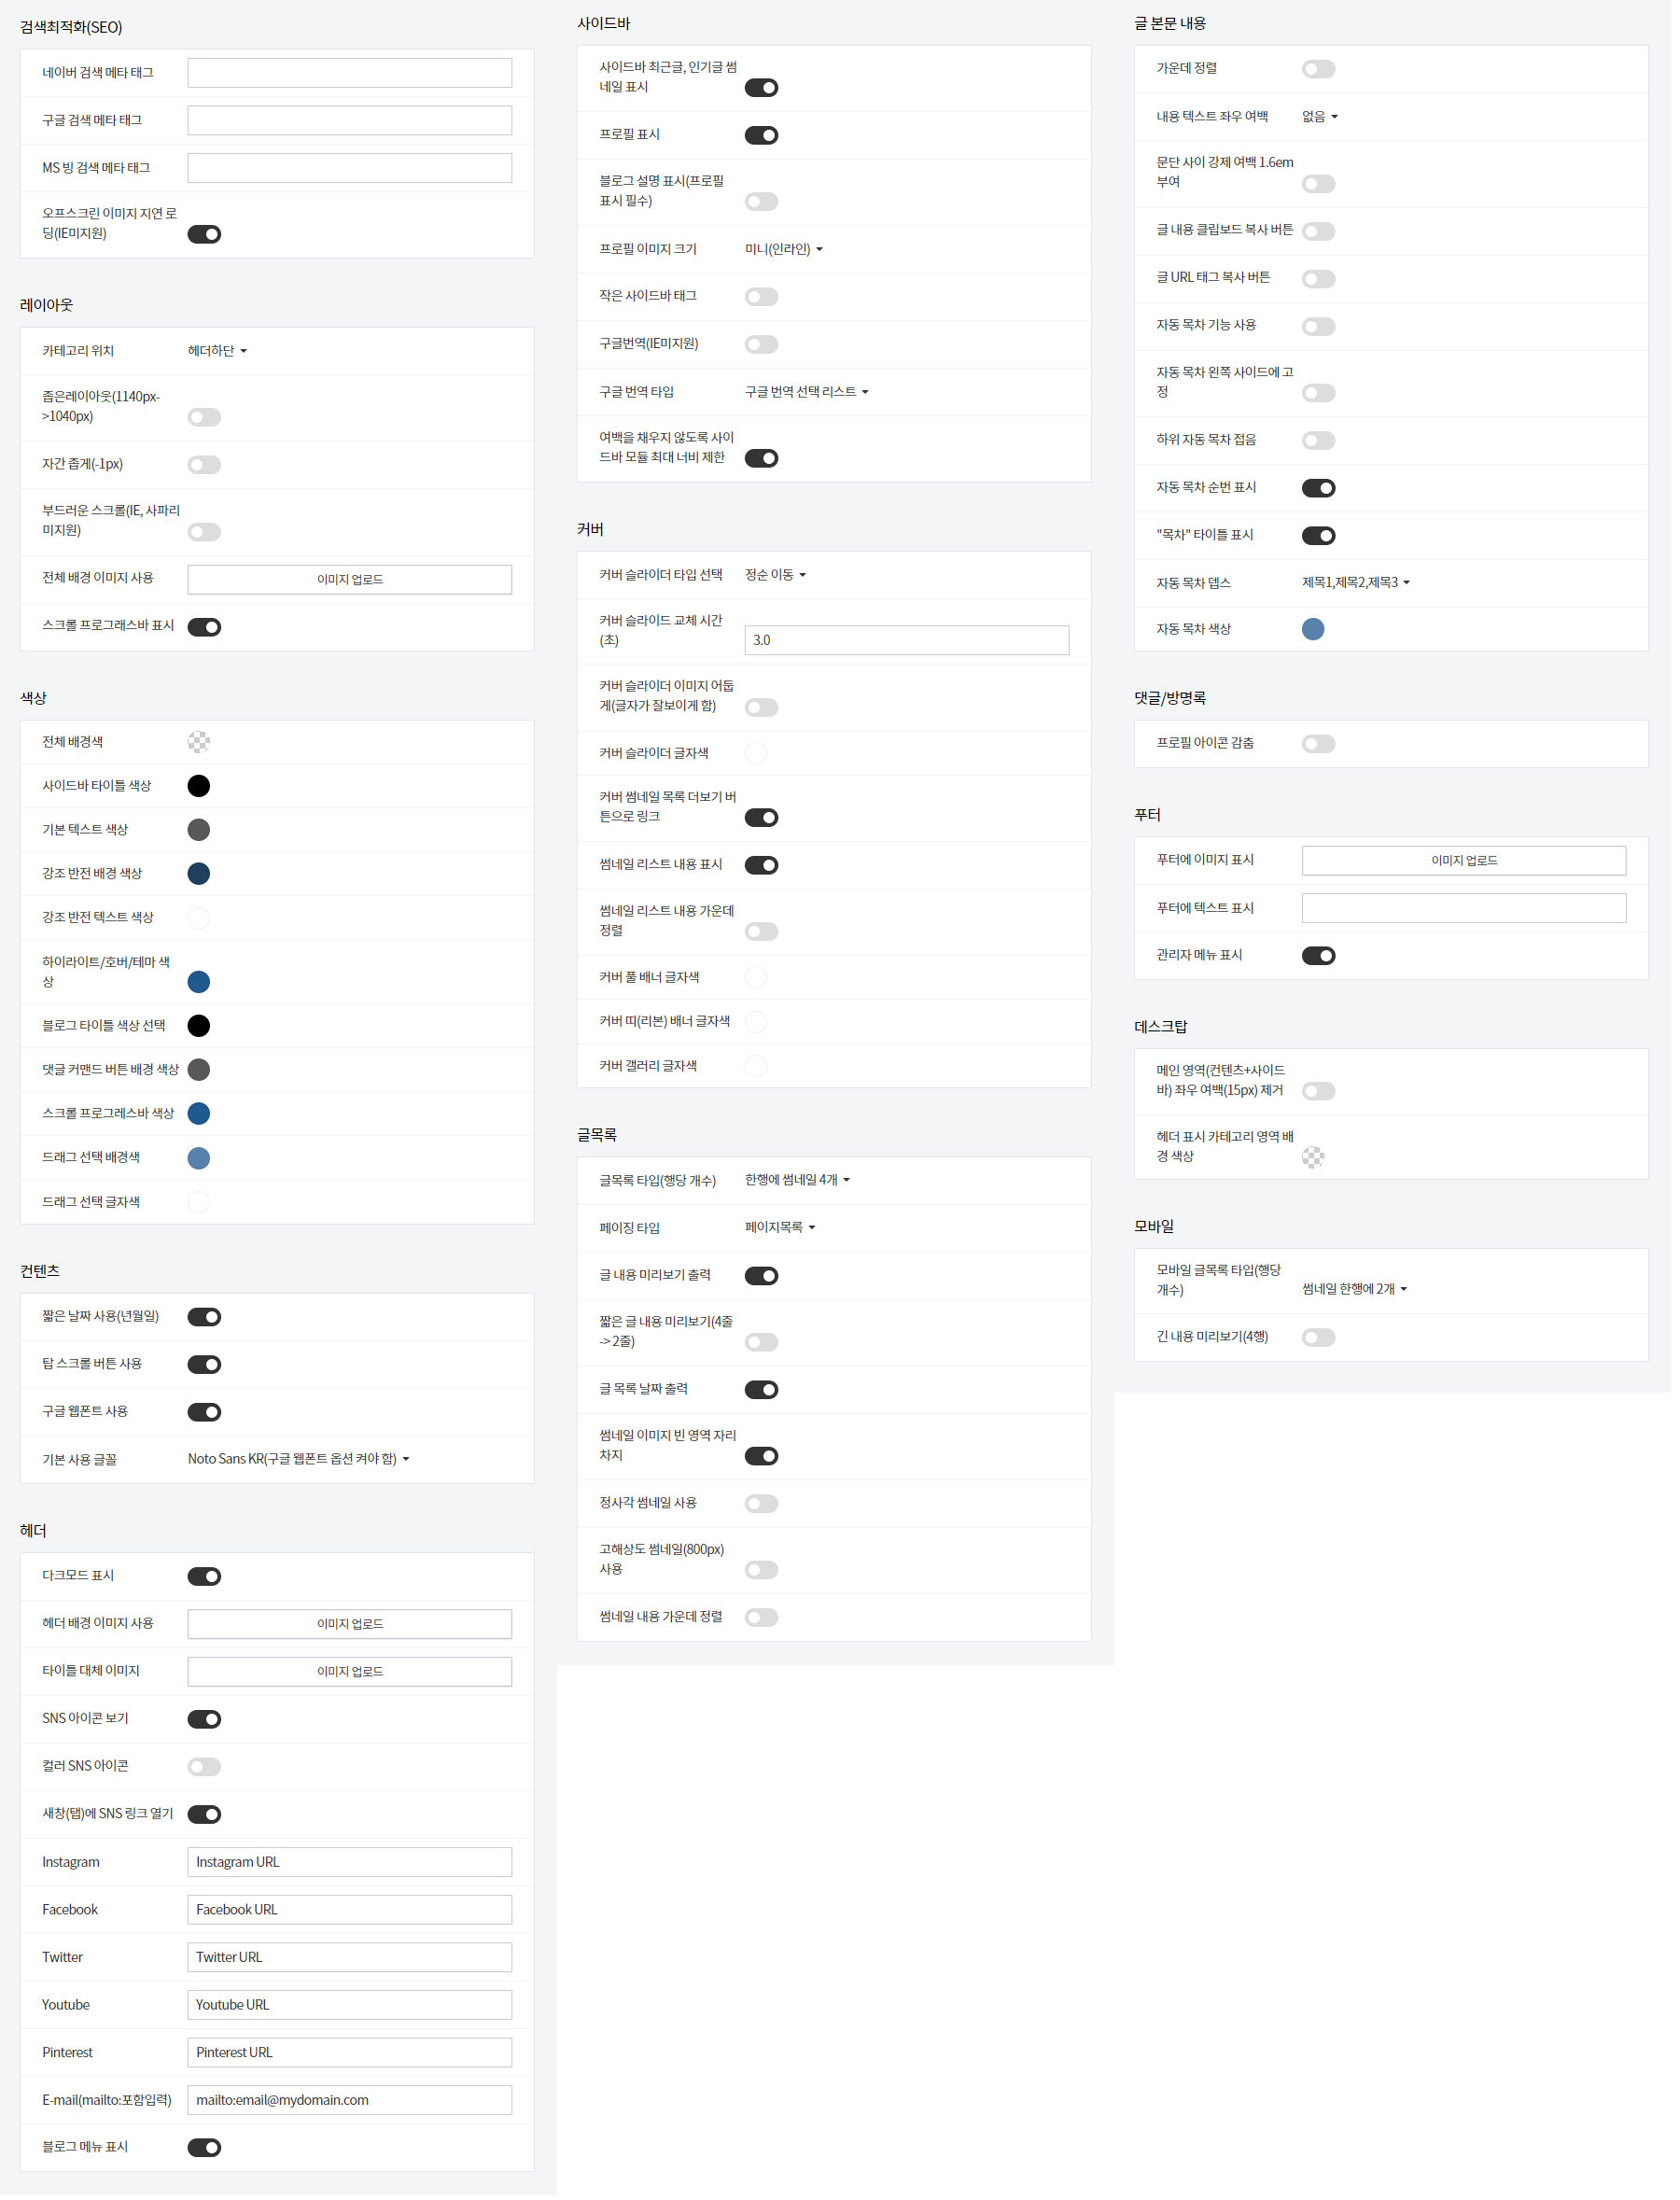 검색최적화(SEO)
네이버 검색 메타 태그
구글 검색 메타 태그
MS 빙 검색 메타 태그
오프스크린 이미지 지연 로
딩(IE미지원)
레이아웃
카테고리 위치 헤더하단
좁은레이아웃(1140px-
>1040px)
자간 좁게(-1px)
부드러운 스크롤(IE, 사파리
미지원)
전체 배경 이미지 사용 이미지 업로드
스크롤 프로그래스바 표시
색상
전체 배경색
사이드바 타이틀 색상
기본 텍스트 색상
강조 반전 배경 색상
강조 반전 텍스트 색상
하이라이트/호버/테마 색
상
블로그 타이틀 색상 선택
댓글 커맨드 버튼 배경 색상
스크롤 프로그레스바 색상
드래그 선택 배경색
드래그 선택 글자색
컨텐츠
짧은 날짜 사용(년월일)
탑 스크롤 버튼 사용
구글 웹폰트 사용
기본 사용 글꼴 Noto Sans KR(구글 웹폰트 옵션 켜야 함)
헤더
다크모드 표시
헤더 배경 이미지 사용 이미지 업로드
타이틀 대체 이미지 이미지 업로드
SNS 아이콘 보기
컬러 SNS 아이콘
새창(탭)에 SNS 링크 열기
Instagram Instagram URL
Facebook Facebook URL
Twitter Twitter URL
Youtube Youtube URL
Pinterest Pinterest URL
E-mail(mailto:포함입력) mailto:email@mydomain.com
블로그 메뉴 표시
사이드바
사이드바 최근글, 인기글 썸
네일 표시
프로필 표시
블로그 설명 표시(프로필
표시 필수)
프로필 이미지 크기 미니(인라인)
작은 사이드바 태그
구글번역(IE미지원)
구글 번역 타입 구글 번역 선택 리스트
여백을 채우지 않도록 사이
드바 모듈 최대 너비 제한
커버
커버 슬라이더 타입 선택 정순 이동
커버 슬라이드 교체 시간
(초) 3.0
커버 슬라이더 이미지 어둡
게(글자가 잘보이게 함)
커버 슬라이더 글자색
커버 썸네일 목록 더보기 버
튼으로 링크
썸네일 리스트 내용 표시
썸네일 리스트 내용 가운데
정렬
커버 풀 배너 글자색
커버 띠(리본) 배너 글자색
커버 갤러리 글자색
글목록
글목록 타입(행당 개수) 한행에 썸네일 4개
페이징 타입 페이지목록
글 내용 미리보기 출력
짧은 글 내용 미리보기(4줄
-> 2줄)
글 목록 날짜 출력
썸네일 이미지 빈 영역 자리
차지
정사각 썸네일 사용
고해상도 썸네일(800px)
사용
썸네일 내용 가운데 정렬
글 본문 내용
가운데 정렬
내용 텍스트 좌우 여백 없음
문단 사이 강제 여백 1.6em
부여
글 내용 클립보드 복사 버튼
글 URL 태그 복사 버튼
자동 목차 기능 사용
자동 목차 왼쪽 사이드에 고
정
하위 자동 목차 접음
자동 목차 순번 표시
"목차" 타이틀 표시
자동 목차 뎁스 제목1,제목2,제목3
자동 목차 색상
댓글/방명록
프로필 아이콘 감춤
푸터
푸터에 이미지 표시 이미지 업로드
푸터에 텍스트 표시
관리자 메뉴 표시
데스크탑
메인 영역(컨텐츠+사이드
바) 좌우 여백(15px) 제거
헤더 표시 카테고리 영역 배
경 색상
모바일
모바일 글목록 타입(행당
개수) 썸네일 한행에 2개
긴 내용 미리보기(4행)